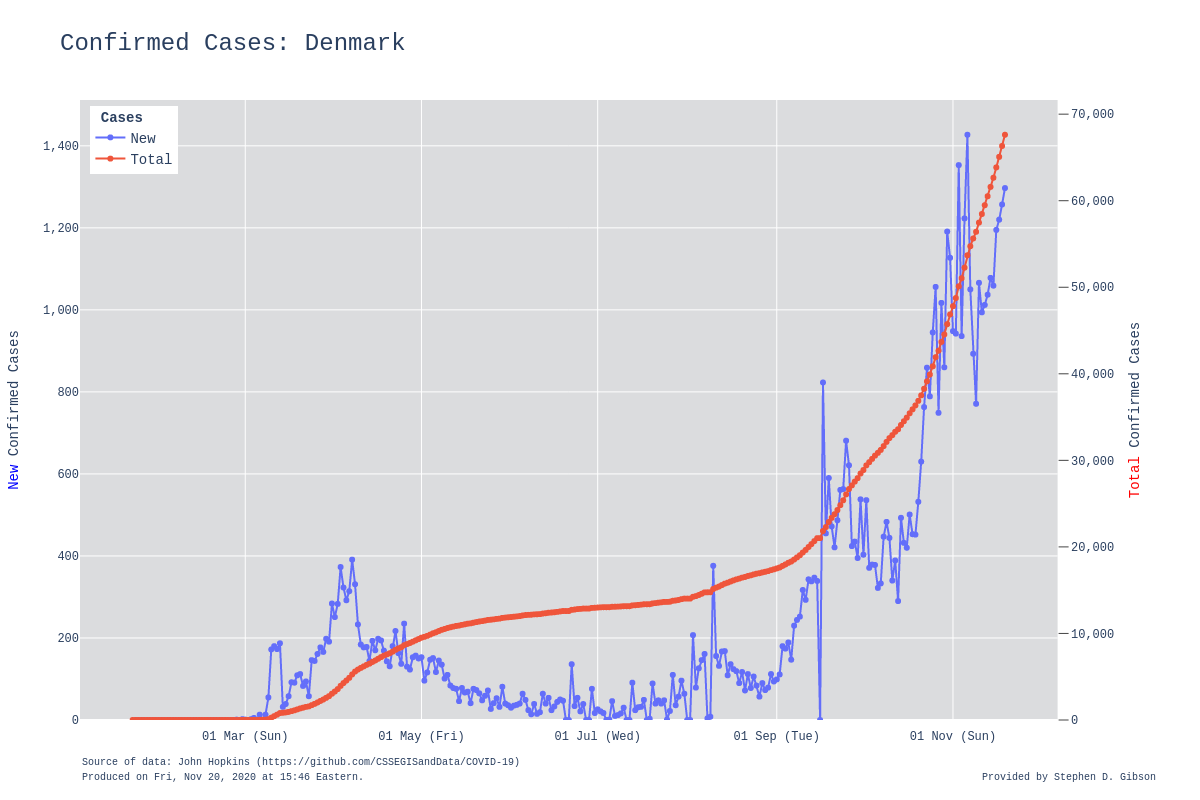 Confirmed Cases: Denmark
Cases
New
Total
1,400
1,200
1,000
800
600
400
200
0
70,000
60,000
50,000
40,000
30,000
20,000
10,000
0
New Confirmed Cases
Total Confirmed Cases
01 Mar (Sun) 01 May (Fri) 01 Jul (Wed) 01 Sep (Tue) 01 Nov (Sun)
Source of data: John Hopkins (https://github.com/CSSEGISandData/COVID-19)
Produced on Fri, Nov 20, 2020 at 15:46 Eastern.
Provided by Stephen D. Gibson